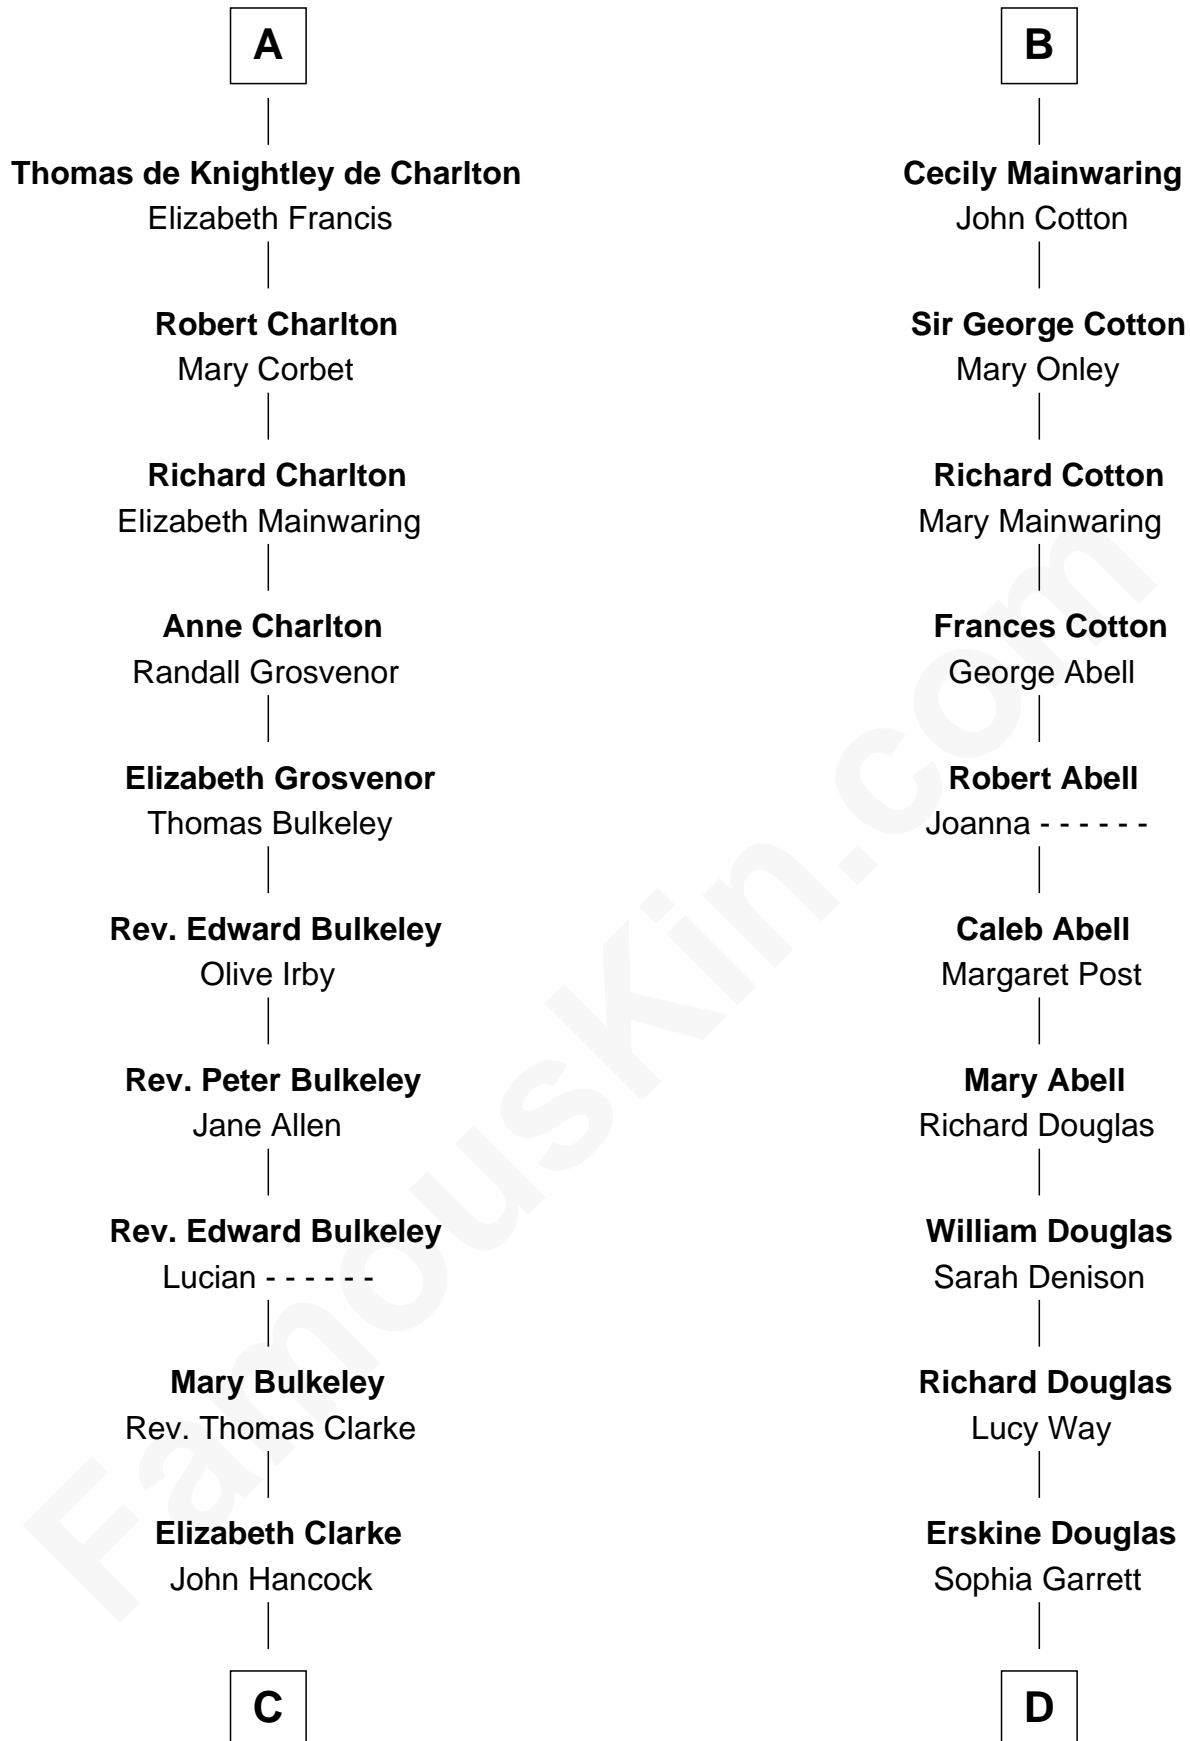 A
Thomas de Knightley de Charlton
Elizabeth Francis
Robert Charlton
Mary Corbet
Richard Charlton
Elizabeth Mainwaring
Anne Charlton
Randall Grosvenor
Elizabeth Grosvenor
Thomas Bulkeley
Rev. Edward Bulkeley
Olive Irby
Rev. Peter Bulkeley
Jane Allen
Rev. Edward Bulkeley
Lucian - - - - - -
Mary Bulkeley
Rev. Thomas Clarke
Elizabeth Clarke
John Hancock
C
B
Cecily Mainwaring
John Cotton
Sir George Cotton
Mary Onley
Richard Cotton
Mary Mainwaring
Frances Cotton
George Abell
Robert Abell
Joanna - - - - - -
Caleb Abell
Margaret Post
Mary Abell
Richard Douglas
William Douglas
Sarah Denison
Richard Douglas
Lucy Way
Erskine Douglas
Sophia Garrett
D
FamousKin.com